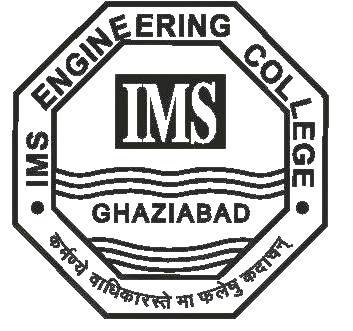 IMS ENGINEERING COLLEGE
IMS
GHAZIABAD
कर्मण्ये वाधिकारस्ते मा फलेषु कदाचन्